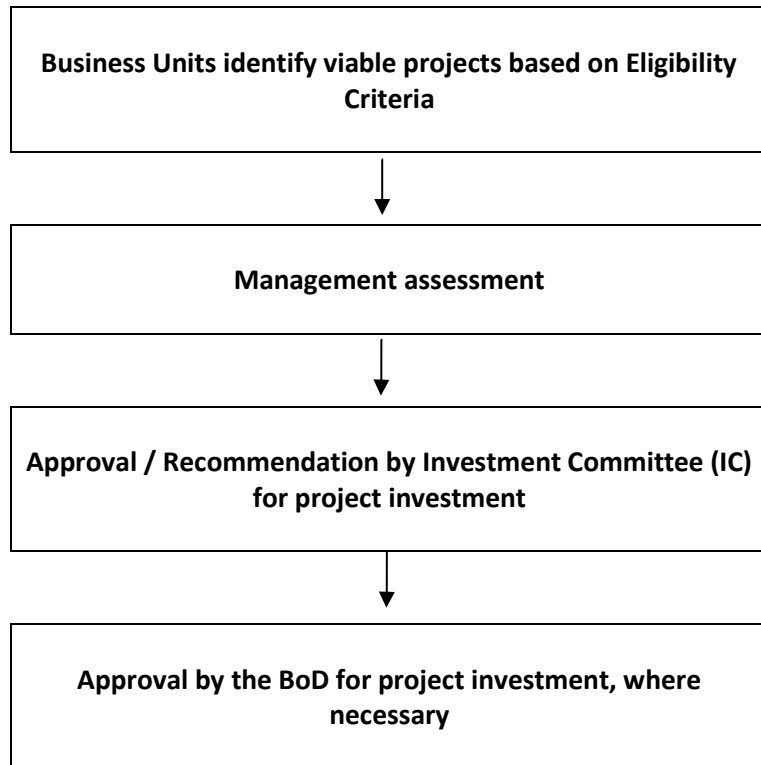 Business Units identify viable projects based on Eligibility
Criteria
Management assessment
Approval / Recommendation by Investment Committee (IC)
for project investment
Approval by the BoD for project investment, where
necessary